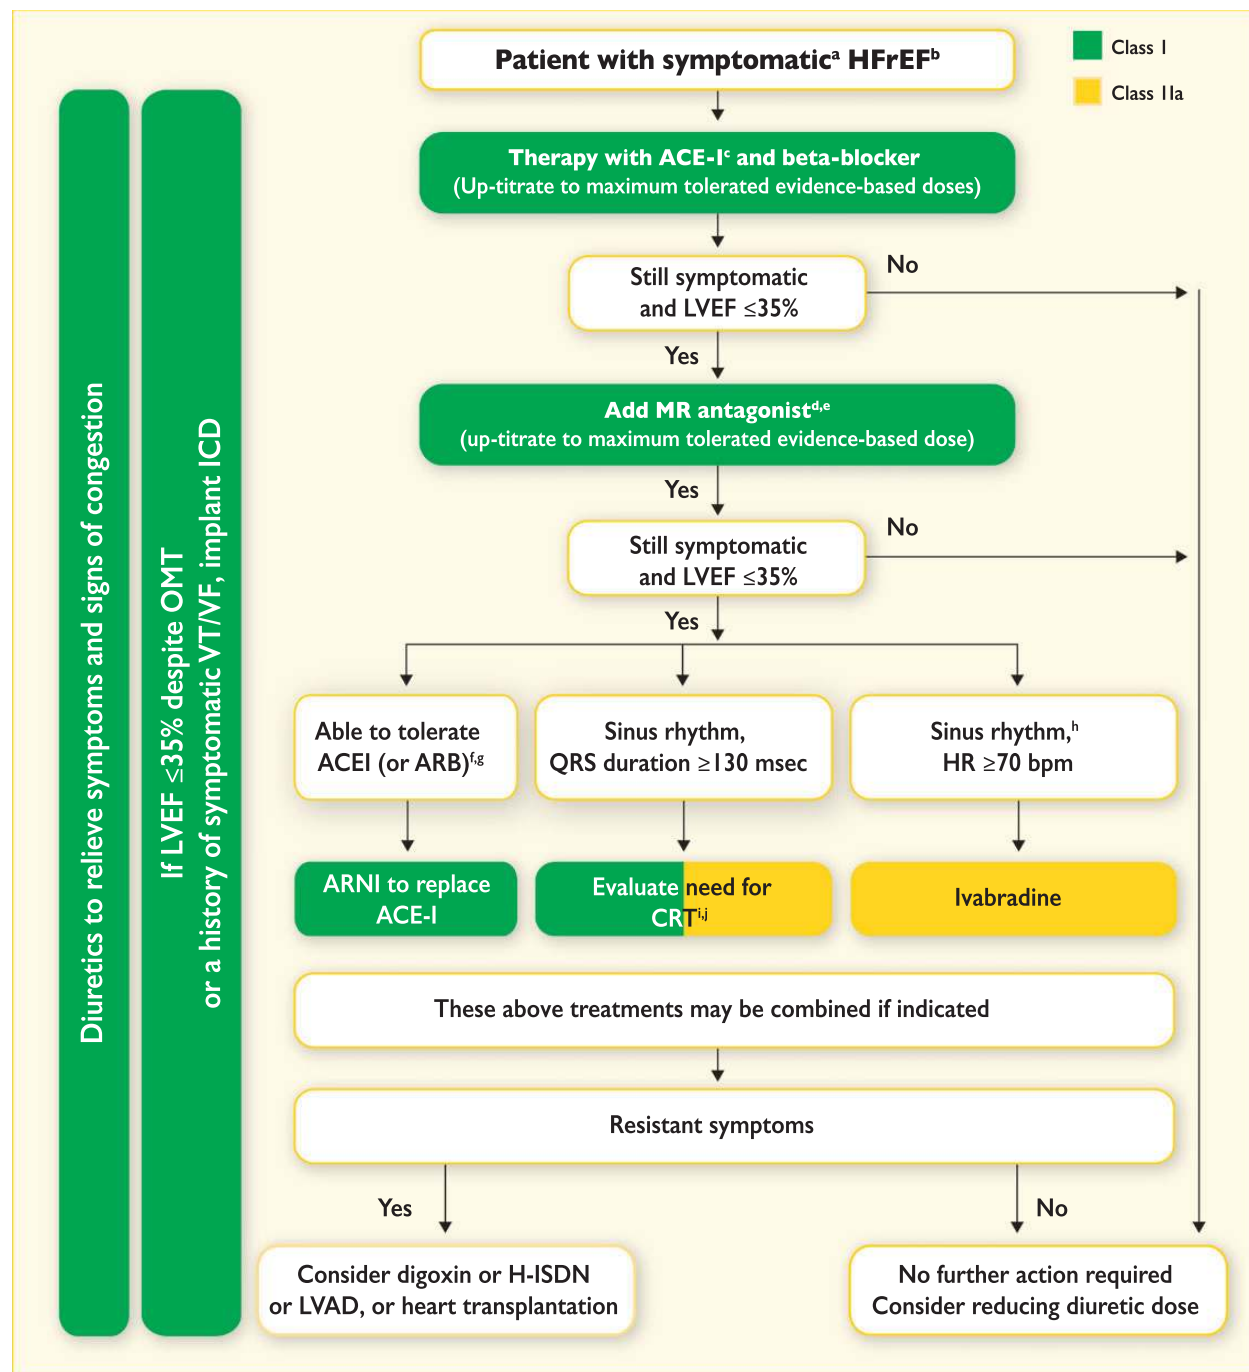 Patient with symptomaticᵃ HFrEFᵇ
Class I
Class IIa
Therapy with ACE-Iᶜ and beta-blocker
(Up-titrate to maximum tolerated evidence-based doses)
Still symptomatic
and LVEF ≤35%
No
Yes
Add MR antagonistᵈ,ᵉ
(up-titrate to maximum tolerated evidence-based dose)
Yes
Still symptomatic
and LVEF ≤35%
No
Yes
Able to tolerate
ACEI (or ARB)ᶠ,ᵍ
Sinus rhythm,
QRS duration ≥130 msec
Sinus rhythm,ʰ
HR ≥70 bpm
ARNI to replace
ACE-I
Evaluate need for
CRTⁱ,ʲ
Ivabradine
These above treatments may be combined if indicated
Resistant symptoms
Yes
No
Consider digoxin or H-ISDN
or LVAD, or heart transplantation
No further action required
Consider reducing diuretic dose
Diuretics to relieve symptoms and signs of congestion
If LVEF ≤35% despite OMT
or a history of symptomatic VT/VF, implant ICD